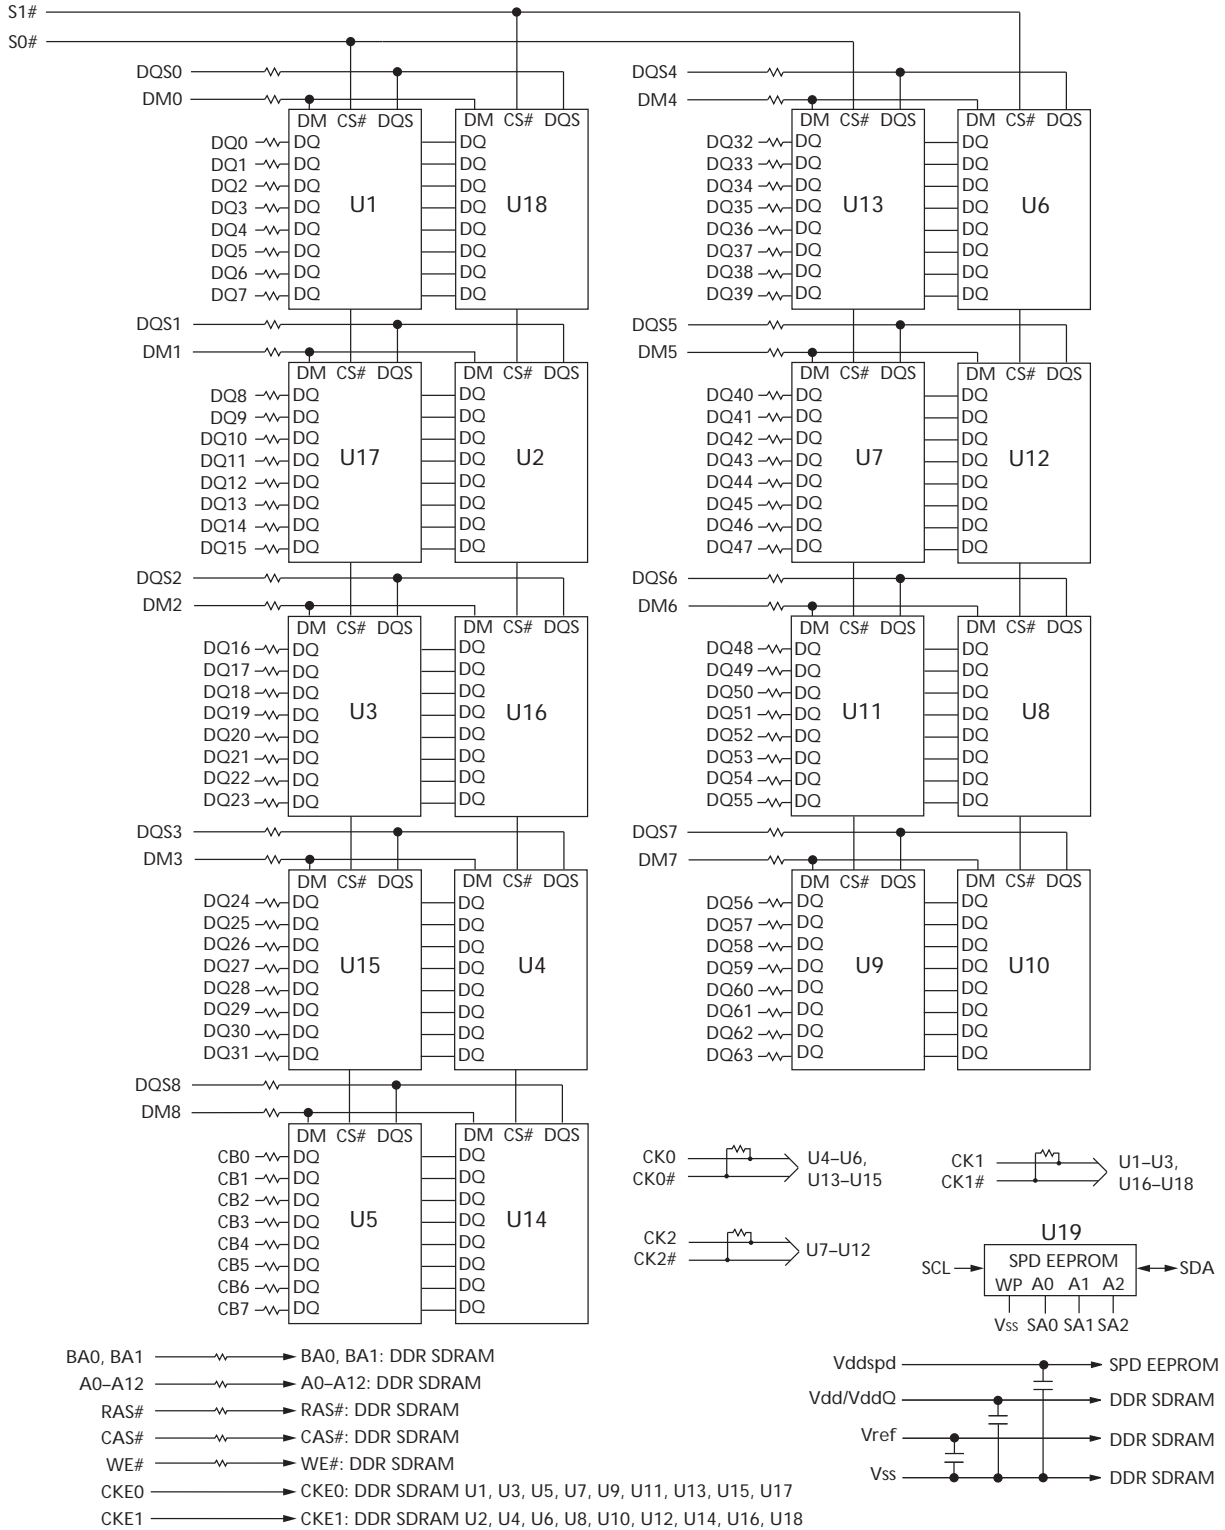 S1#
S0#
DQS0
DM0
DM CS# DQS DM CS# DQS
DQ0 DQ DQ
DQ1 DQ DQ
DQ2 DQ DQ
DQ3 DQ DQ
DQ4 DQ DQ
DQ5 DQ DQ
DQ6 DQ DQ
DQ7 DQ DQ
U1 U18
DQS1
DM1
DM CS# DQS DM CS# DQS
DQ8 DQ DQ
DQ9 DQ DQ
DQ10 DQ DQ
DQ11 DQ DQ
DQ12 DQ DQ
DQ13 DQ DQ
DQ14 DQ DQ
DQ15 DQ DQ
U17 U2
DQS2
DM2
DM CS# DQS DM CS# DQS
DQ16 DQ DQ
DQ17 DQ DQ
DQ18 DQ DQ
DQ19 DQ DQ
DQ20 DQ DQ
DQ21 DQ DQ
DQ22 DQ DQ
DQ23 DQ DQ
U3 U16
DQS3
DM3
DM CS# DQS DM CS# DQS
DQ24 DQ DQ
DQ25 DQ DQ
DQ26 DQ DQ
DQ27 DQ DQ
DQ28 DQ DQ
DQ29 DQ DQ
DQ30 DQ DQ
DQ31 DQ DQ
U15 U4
DQS8
DM8
DM CS# DQS DM CS# DQS
CB0 DQ DQ
CB1 DQ DQ
CB2 DQ DQ
CB3 DQ DQ
CB4 DQ DQ
CB5 DQ DQ
CB6 DQ DQ
CB7 DQ DQ
U5 U14
DQS4
DM4
DM CS# DQS DM CS# DQS
DQ32 DQ DQ
DQ33 DQ DQ
DQ34 DQ DQ
DQ35 DQ DQ
DQ36 DQ DQ
DQ37 DQ DQ
DQ38 DQ DQ
DQ39 DQ DQ
U13 U6
DQS5
DM5
DM CS# DQS DM CS# DQS
DQ40 DQ DQ
DQ41 DQ DQ
DQ42 DQ DQ
DQ43 DQ DQ
DQ44 DQ DQ
DQ45 DQ DQ
DQ46 DQ DQ
DQ47 DQ DQ
U7 U12
DQS6
DM6
DM CS# DQS DM CS# DQS
DQ48 DQ DQ
DQ49 DQ DQ
DQ50 DQ DQ
DQ51 DQ DQ
DQ52 DQ DQ
DQ53 DQ DQ
DQ54 DQ DQ
DQ55 DQ DQ
U11 U8
DQS7
DM7
DM CS# DQS DM CS# DQS
DQ56 DQ DQ
DQ57 DQ DQ
DQ58 DQ DQ
DQ59 DQ DQ
DQ60 DQ DQ
DQ61 DQ DQ
DQ62 DQ DQ
DQ63 DQ DQ
U9 U10
CK0
CK0#
U4–U6,
U13–U15
CK1
CK1#
U1–U3,
U16–U18
CK2
CK2#
U7–U12
U19
SCL SPD EEPROM SDA
WP A0 A1 A2
Vss SA0 SA1 SA2
BA0, BA1 BA0, BA1: DDR SDRAM
A0–A12 A0–A12: DDR SDRAM
RAS# RAS#: DDR SDRAM
CAS# CAS#: DDR SDRAM
WE# WE#: DDR SDRAM
CKE0 CKE0: DDR SDRAM U1, U3, U5, U7, U9, U11, U13, U15, U17
CKE1 CKE1: DDR SDRAM U2, U4, U6, U8, U10, U12, U14, U16, U18
Vddspd SPD EEPROM
Vdd/VddQ DDR SDRAM
Vref DDR SDRAM
Vss DDR SDRAM